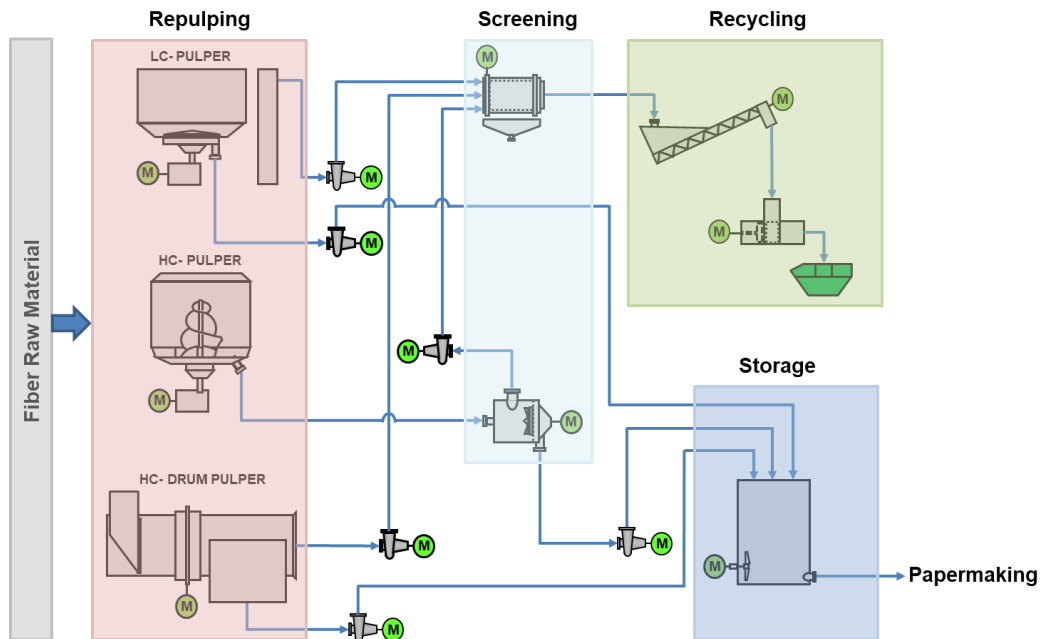 Repulping
Screening
Recycling
LC- PULPER
M
M
M
M
M
M
M
HC- PULPER
M
M
M
Storage
HC- DRUM PULPER
M
M
M
M
M
Papermaking
Fiber Raw Material